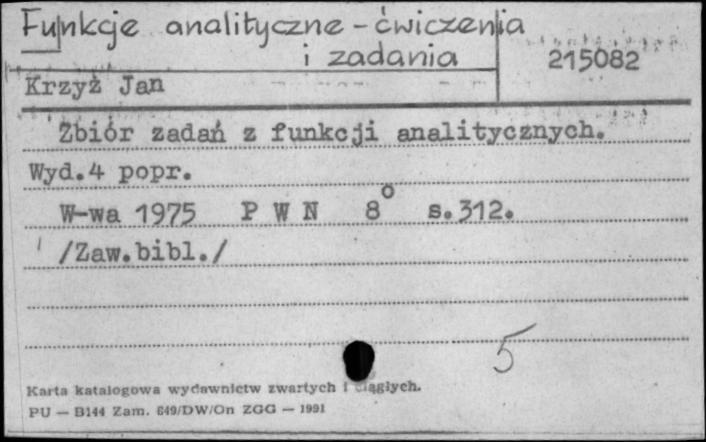 Funkcje analityczne - ćwiczenia
i zadania
215082
Krzyż Jan
Zbiór zadań z funkcji analitycznych.
Wyd.4 popr.
W-wa 1975 P W N 8° s.312.
/Zaw.bibl./
5
Karta katalogowa wydawnictw zwartych i ciągłych.
PU — B144 Zam. 649/DW/On ZGG — 1991